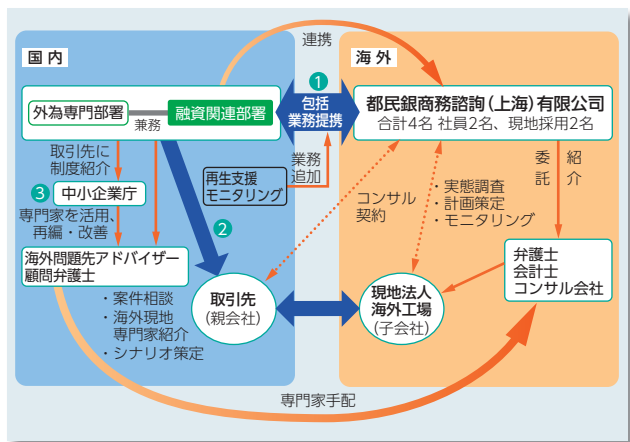 連携
国内
海外
①
外為専門部署
兼務
融資関連部署
包括
業務提携
都民銀商務諮詢(上海)有限公司
合計4名 社員2名、現地採用2名
取引先に
制度紹介
③
中小企業庁
専門家を活用、
再編・改善
再生支援
モニタリング
業務
追加
②
コンサル
契約
・実態調査
・計画策定
・モニタリング
委託
紹介
海外問題先アドバイザー
顧問弁護士
・案件相談
・海外現地
専門家紹介
・シナリオ策定
取引先
(親会社)
現地法人
海外工場
(子会社)
弁護士
会計士
コンサル会社
専門家手配